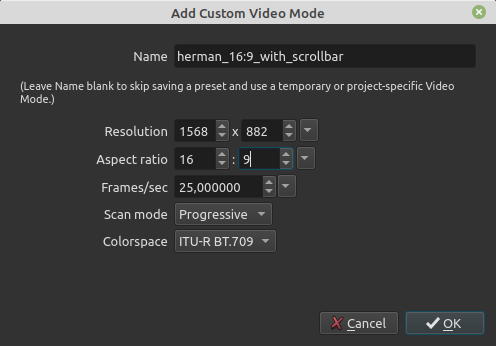 Add Custom Video Mode
Name herman_16:9_with_scrollbar
(Leave Name blank to skip saving a preset and use a temporary or project-specific Video
Mode.)
Resolution 1568 x 882
Aspect ratio 16 : 9
Frames/sec 25,000000
Scan mode Progressive
Colorspace ITU-R BT.709
Cancel OK